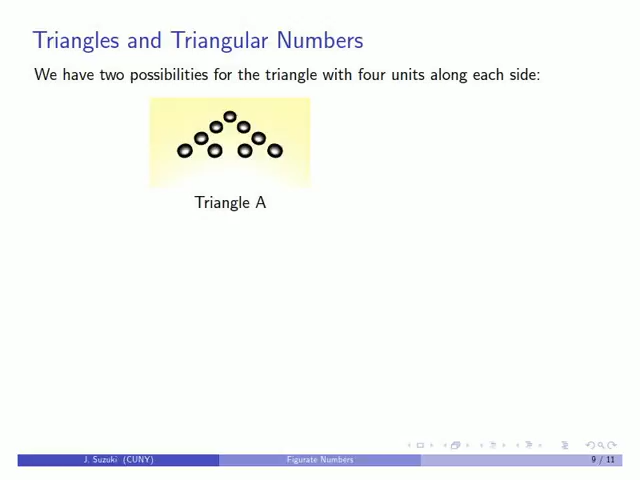 Triangles and Triangular Numbers
We have two possibilities for the triangle with four units along each side:
Triangle A
J. Suzuki (CUNY)
Figurate Numbers
9 / 11